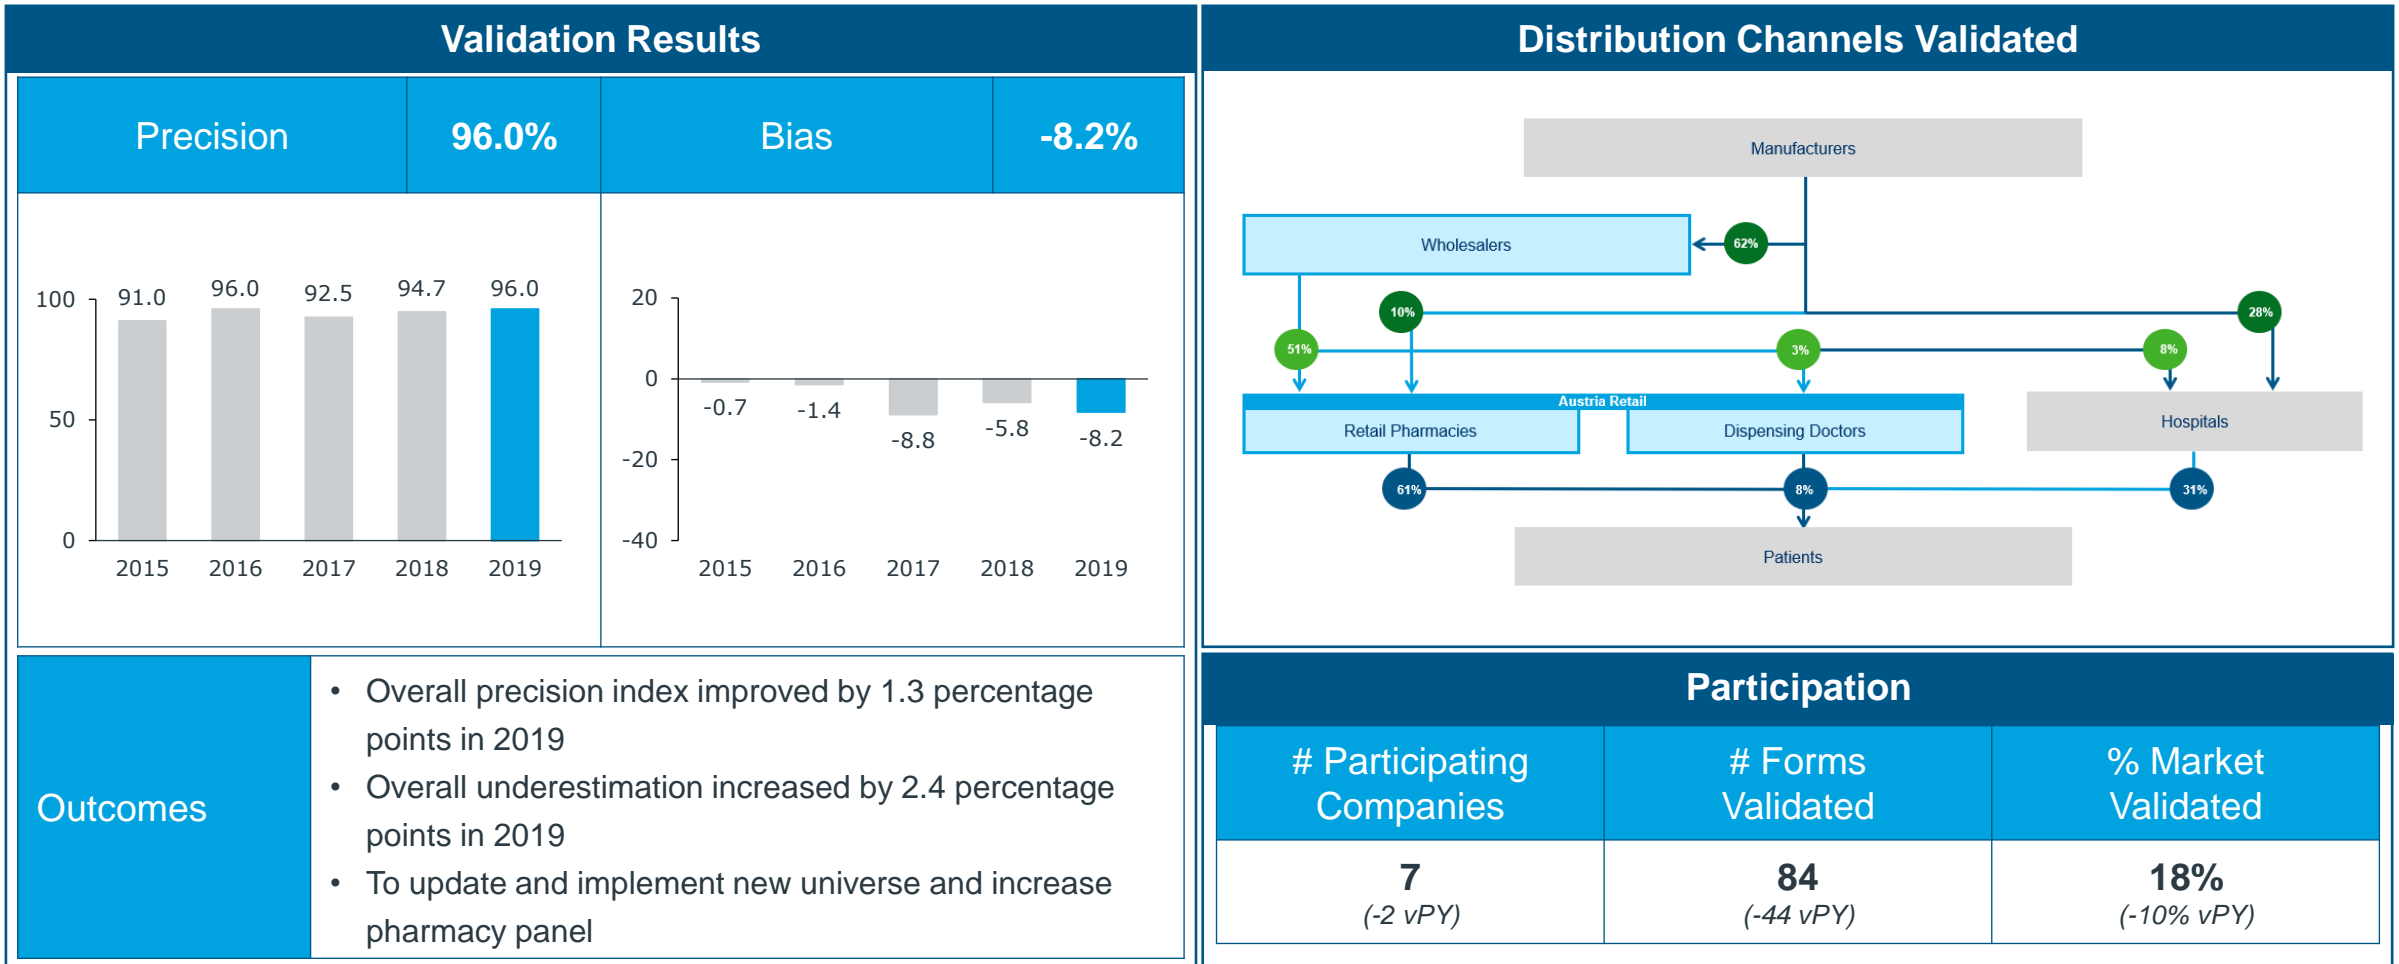 Validation Results
Precision
96.0%
Bias
-8.2%
100
50
0
91.0
96.0
92.5
94.7
96.0
2015
2016
2017
2018
2019
20
0
-20
-40
-0.7
-1.4
-8.8
-5.8
-8.2
2015
2016
2017
2018
2019
Outcomes
• Overall precision index improved by 1.3 percentage
points in 2019
• Overall underestimation increased by 2.4 percentage
points in 2019
• To update and implement new universe and increase
pharmacy panel
Distribution Channels Validated
Manufacturers
Wholesalers
62%
10%
28%
51%
3%
8%
Austria Retail
Retail Pharmacies
Dispensing Doctors
Hospitals
61%
8%
31%
Patients
Participation
# Participating
Companies
# Forms
Validated
% Market
Validated
7
(-2 vPY)
84
(-44 vPY)
18%
(-10% vPY)